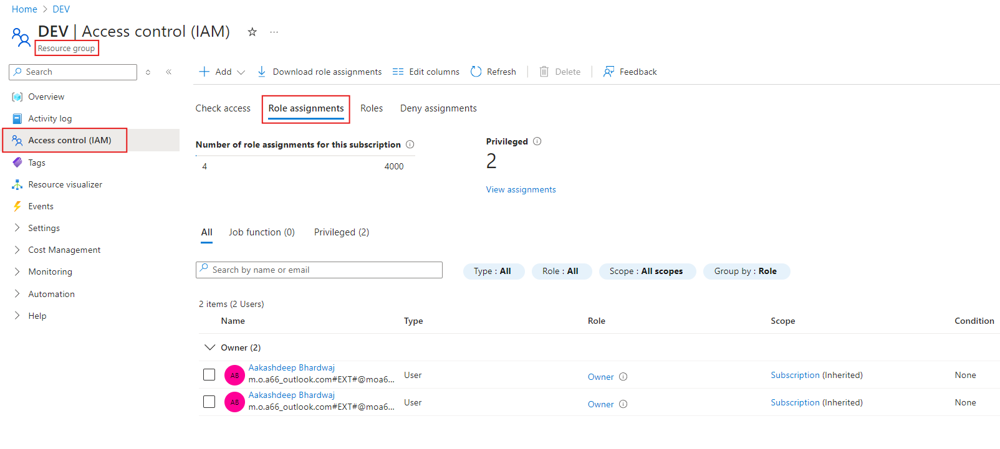 Home > DEV
DEV | Access control (IAM)
Resource group
Search
Add
Download role assignments
Edit columns
Refresh
Delete
Feedback
Overview
Activity log
Access control (IAM)
Tags
Resource visualizer
Events
Settings
Cost Management
Monitoring
Automation
Help
Check access
Role assignments
Roles
Deny assignments
Number of role assignments for this subscription
4
4000
Privileged
2
View assignments
All
Job function (0)
Privileged (2)
Search by name or email
Type : All
Role : All
Scope : All scopes
Group by : Role
2 items (2 Users)
Name Type Role Scope Condition
Owner (2)
AB
Aakashdeep Bhardwaj
m.o.a66_outlook.com#EXT#@moa6...
User
Owner
Subscription (Inherited)
None
AB
Aakashdeep Bhardwaj
m.o.a66_outlook.com#EXT#@moa6...
User
Owner
Subscription (Inherited)
None